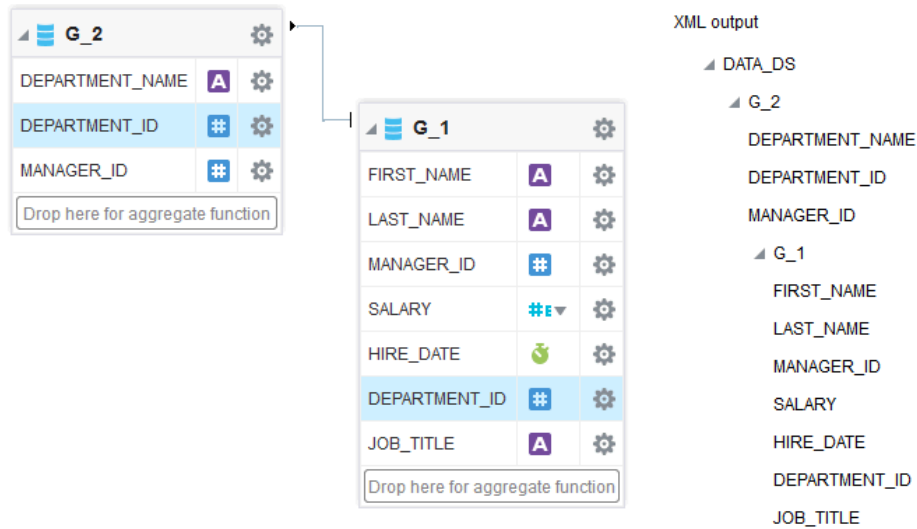 G_2
DEPARTMENT_NAME A
DEPARTMENT_ID #
MANAGER_ID #
Drop here for aggregate function
G_1
FIRST_NAME A
LAST_NAME A
MANAGER_ID #
SALARY #E
HIRE_DATE
DEPARTMENT_ID #
JOB_TITLE A
Drop here for aggregate function
XML output
DATA_DS
G_2
DEPARTMENT_NAME
DEPARTMENT_ID
MANAGER_ID
G_1
FIRST_NAME
LAST_NAME
MANAGER_ID
SALARY
HIRE_DATE
DEPARTMENT_ID
JOB_TITLE